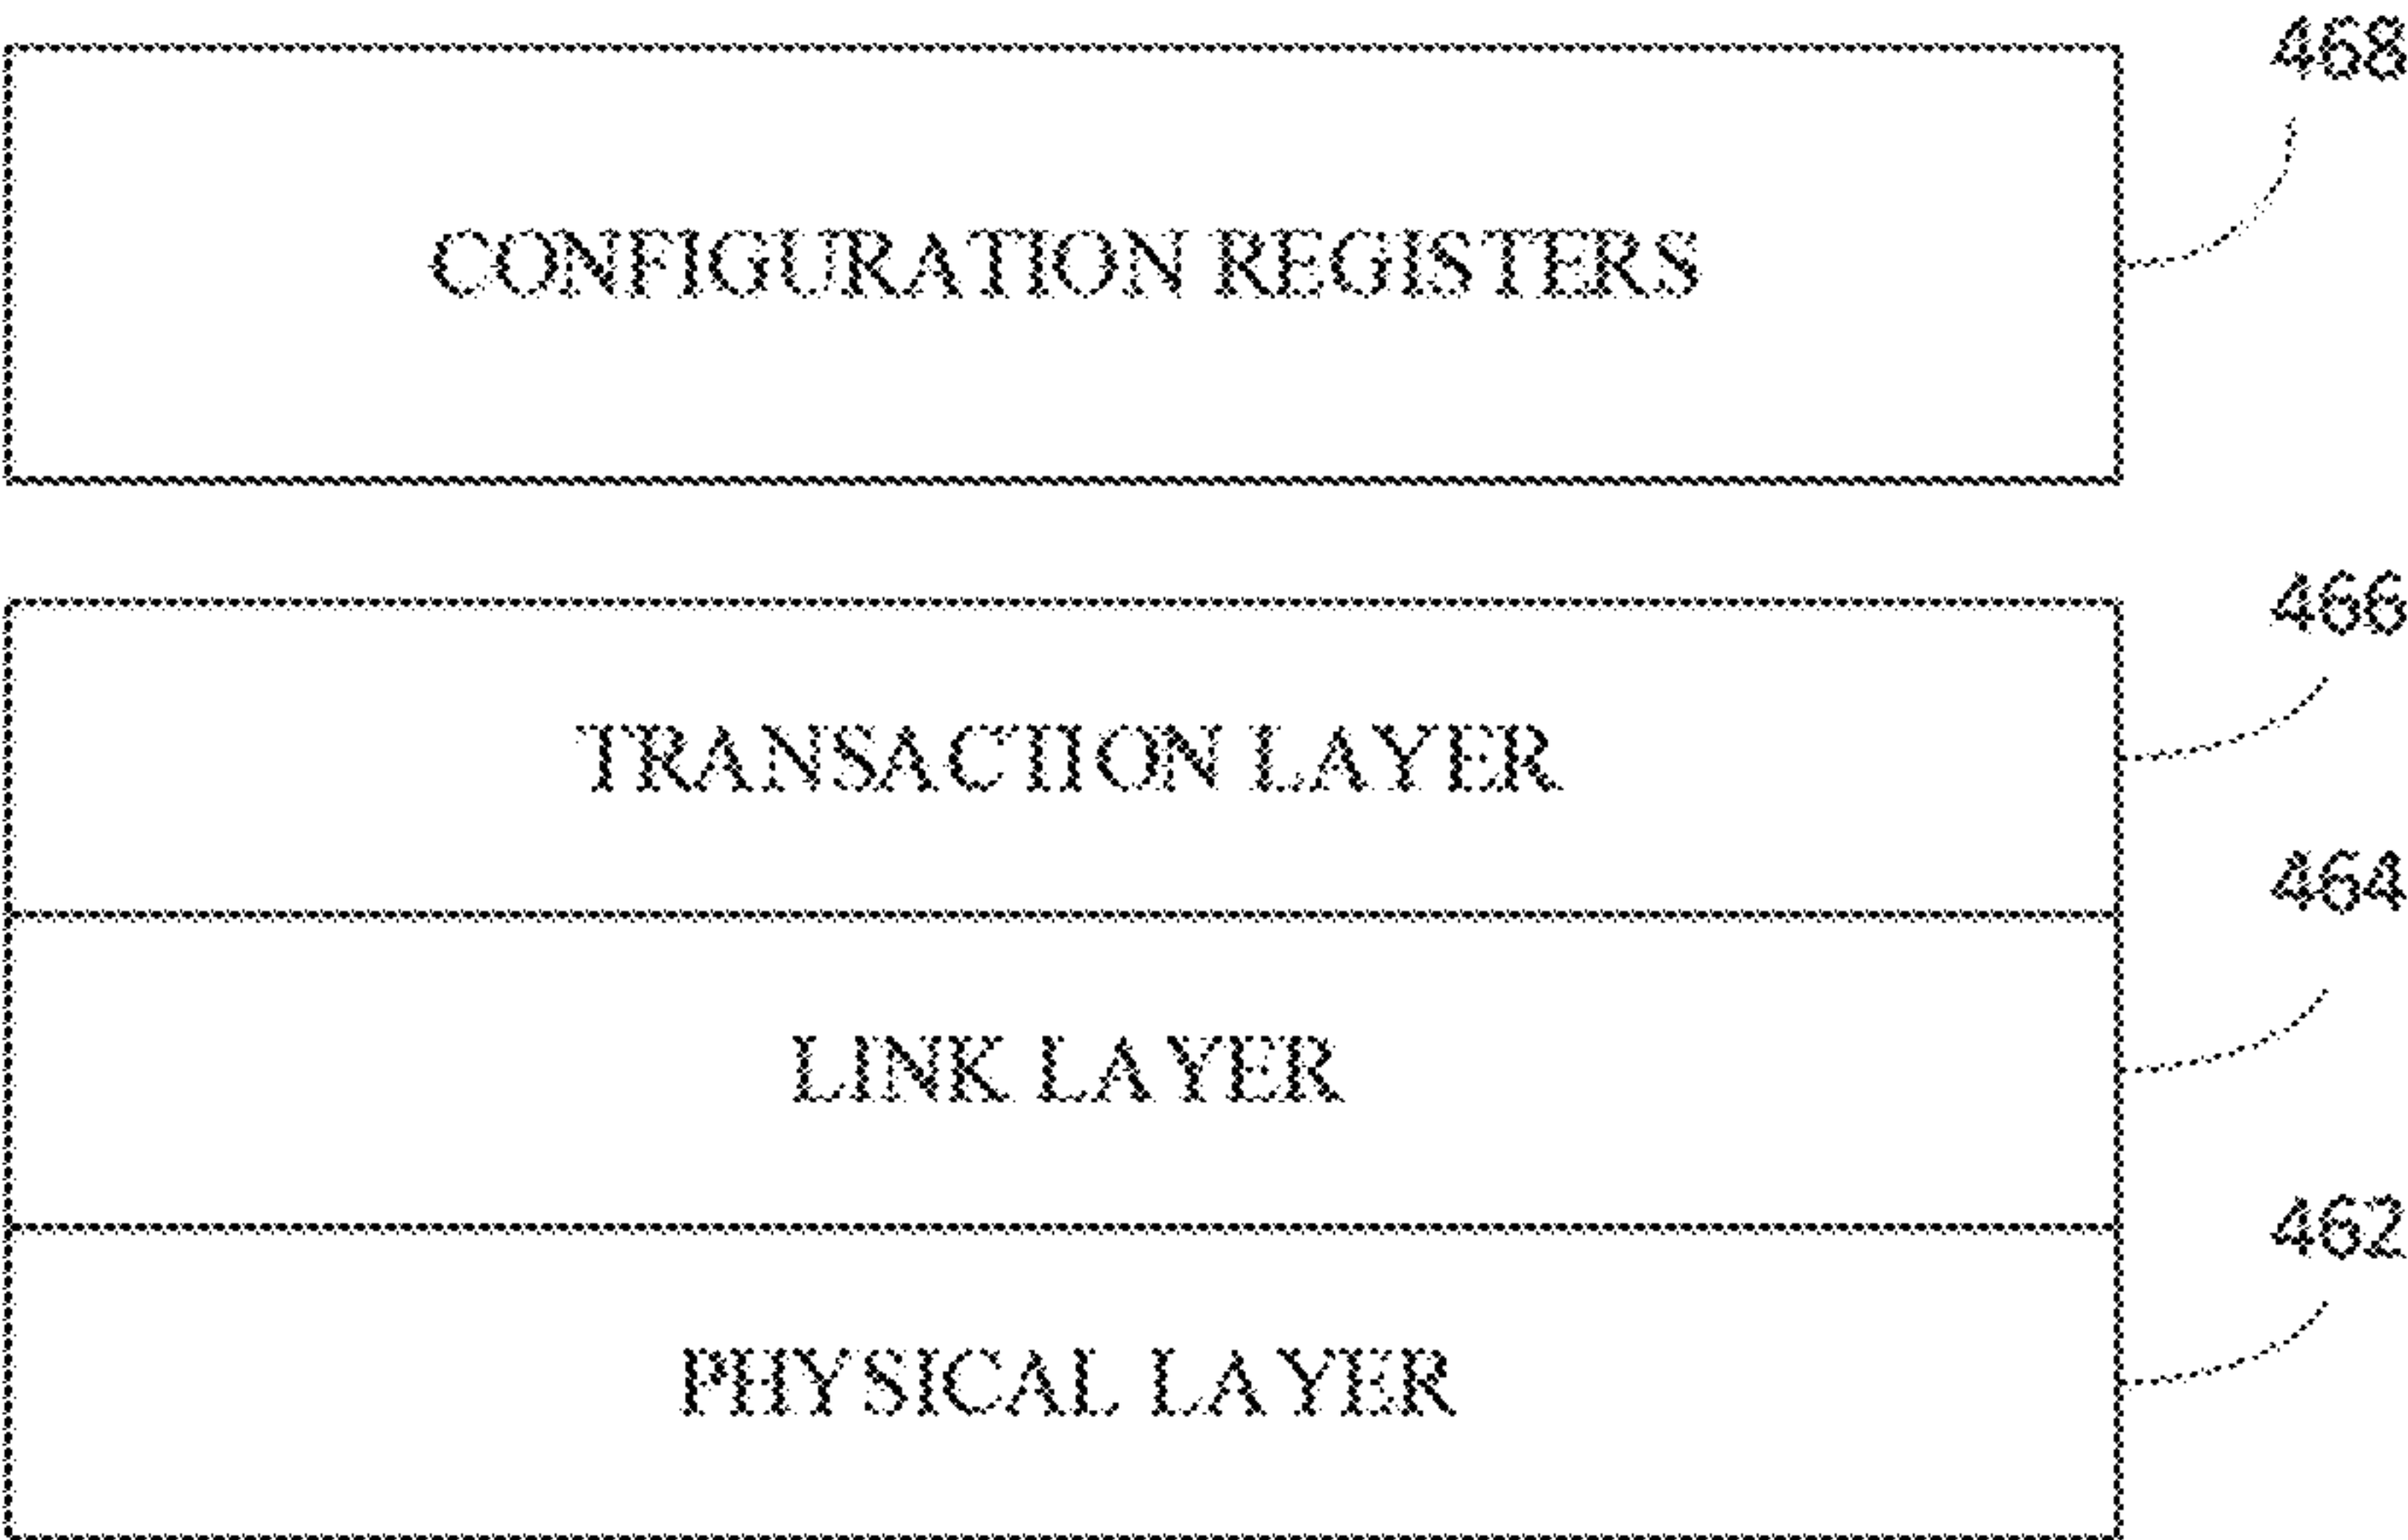 468
CONFIGURATION REGISTERS
466
TRANSACTION LAYER
464
LINK LAYER
462
PHYSICAL LAYER